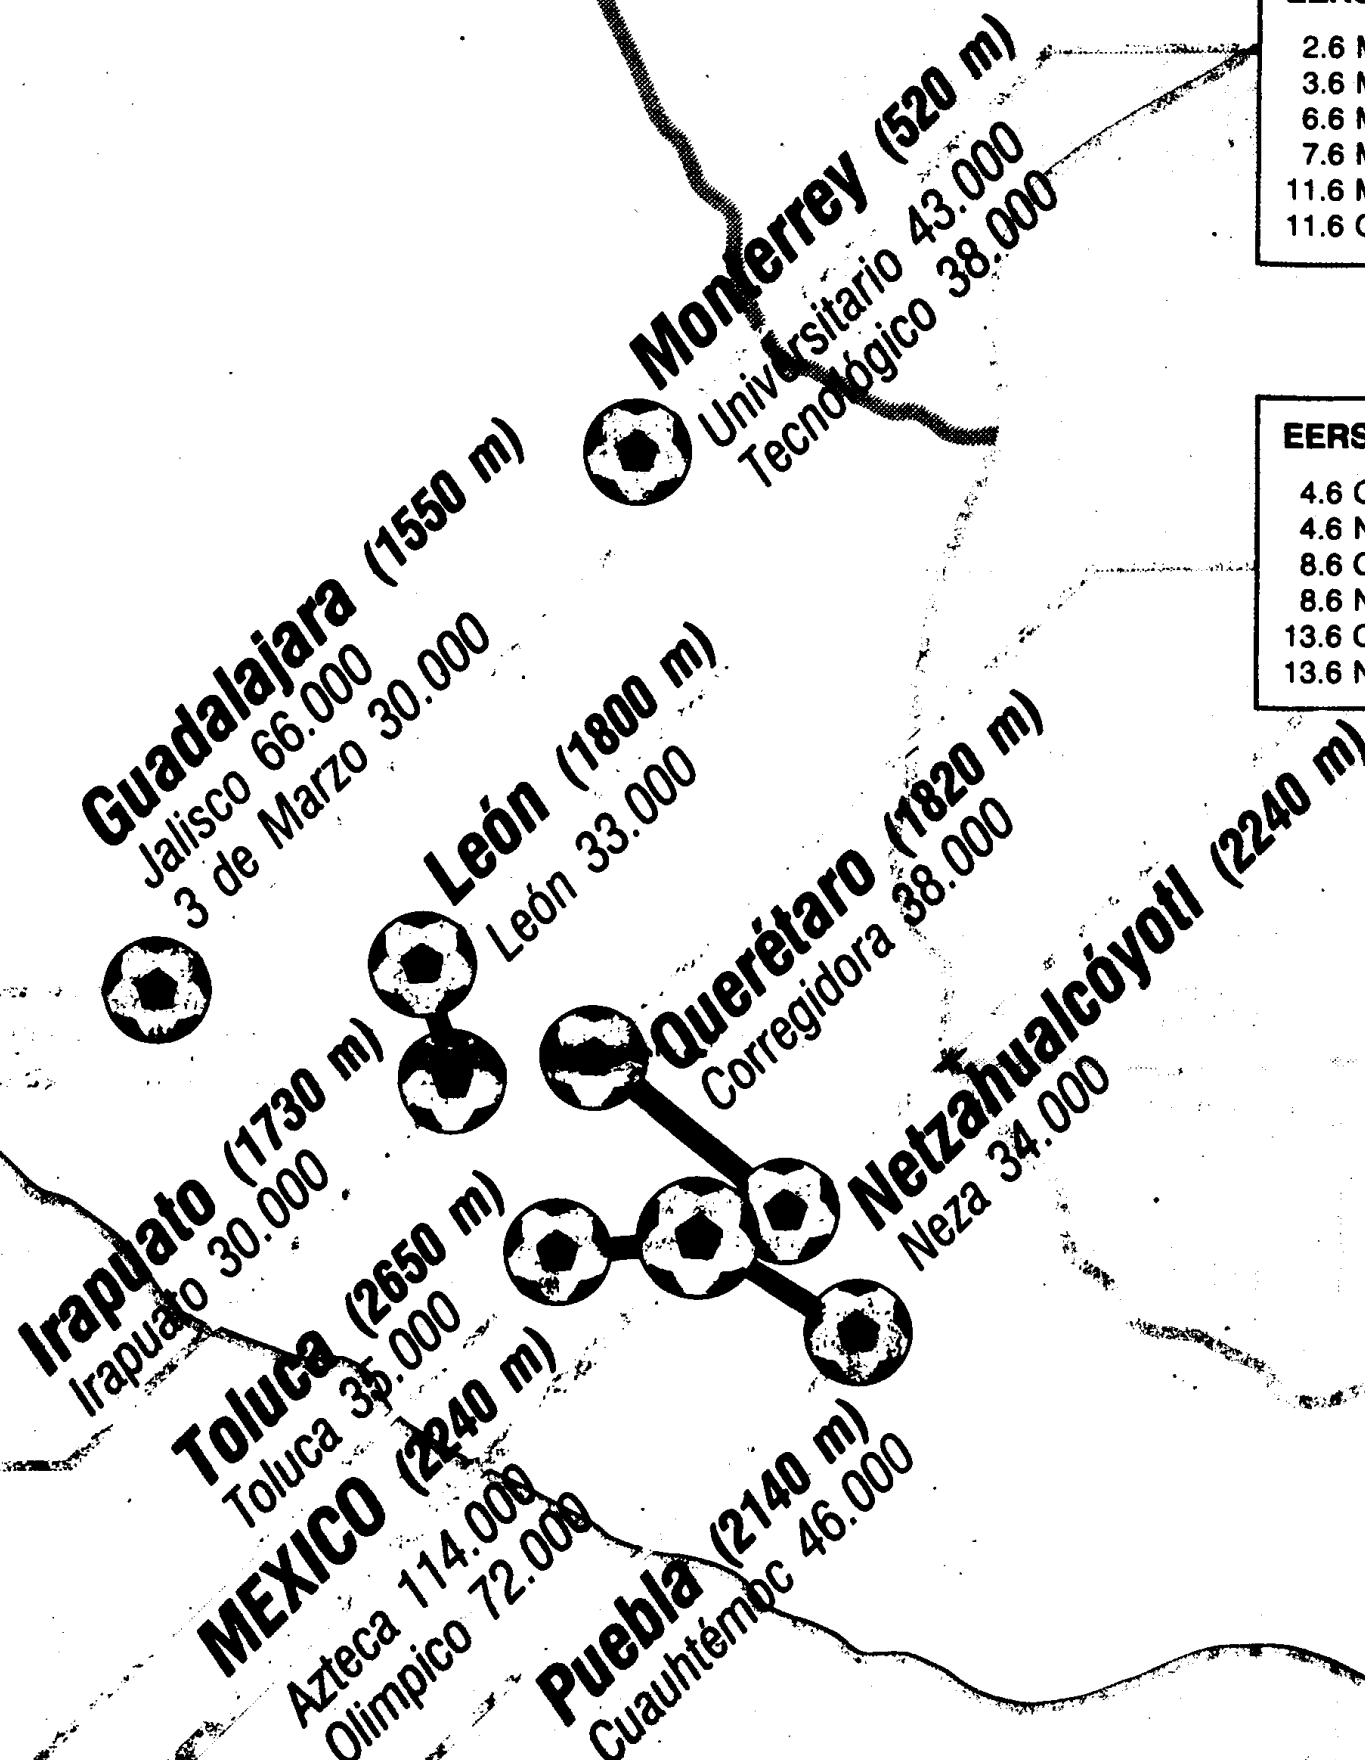 2.6
3.6
6.6
7.6
11.6
11.6
Monterrey (520 m)
Universitario 43.000
Tecnológico 38.000
EERS
4.6
4.6
8.6
8.6
13.6
13.6
Guadalajara (1550 m)
Jalisco 66.000
3 de Marzo 30.000
León (1800 m)
León 33.000
Querétaro (1820 m)
Corregidora 38.000
Netzahualcóyotl (2240 m)
Neza 34.000
Irapuato (1730 m)
Irapuato 30.000
Toluca (2650 m)
Toluca 35.000
MEXICO (2240 m)
Azteca 114.000
Olimpico 72.000
Puebla (2140 m)
Cuauhtémoc 46.000